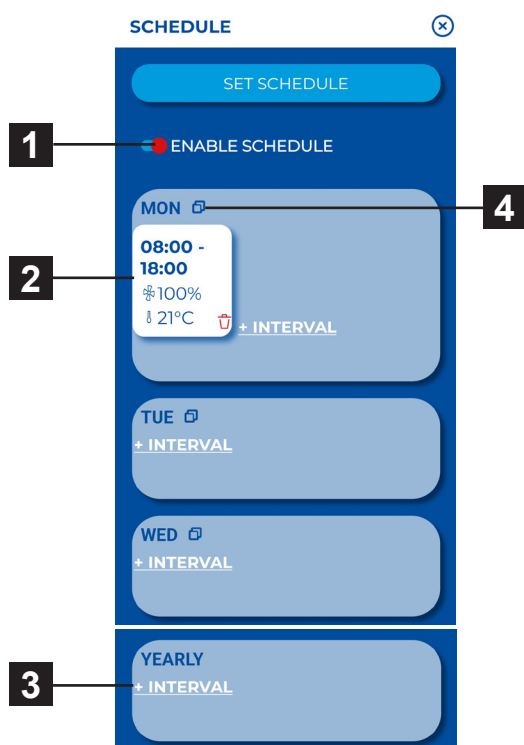 SCHEDULE
SET SCHEDULE
1
ENABLE SCHEDULE
MON
4
08:00 -
18:00
2
100%
21°C
+ INTERVAL
TUE
+ INTERVAL
WED
+ INTERVAL
YEARLY
3
+ INTERVAL